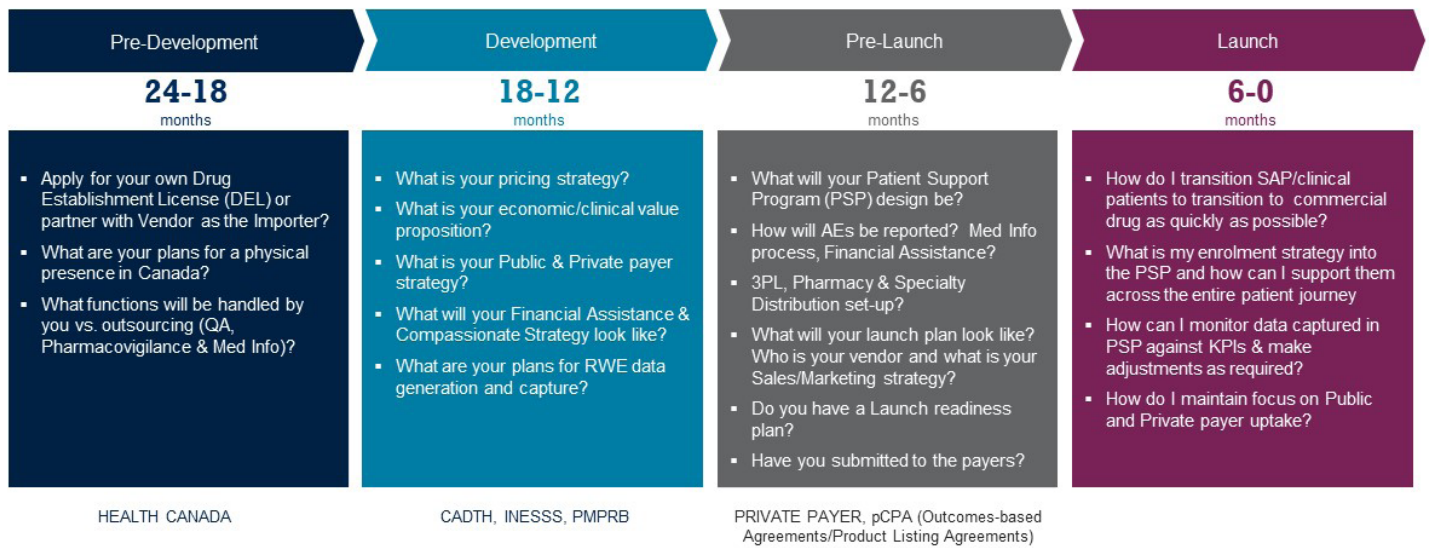 Pre-Development
Development
Pre-Launch
Launch
24-18
months
18-12
months
12-6
months
6-0
months
▪ Apply for your own Drug
Establishment License (DEL) or
partner with Vendor as the Importer?
▪ What are your plans for a physical
presence in Canada?
▪ What functions will be handled by
you vs. outsourcing (QA,
Pharmacovigilance & Med Info)?
▪ What is your pricing strategy?
▪ What is your economic/clinical value
proposition?
▪ What is your Public & Private payer
strategy?
▪ What will your Financial Assistance &
Compassionate Strategy look like?
▪ What are your plans for RWE data
generation and capture?
▪ What will your Patient Support
Program (PSP) design be?
▪ How will AEs be reported? Med Info
process, Financial Assistance?
▪ 3PL, Pharmacy & Specialty
Distribution set-up?
▪ What will your launch plan look like?
Who is your vendor and what is your
Sales/Marketing strategy?
▪ Do you have a Launch readiness
plan?
▪ Have you submitted to the payers?
▪ How do I transition SAP/clinical
patients to transition to commercial
drug as quickly as possible?
▪ What is my enrolment strategy into
the PSP and how can I support them
across the entire patient journey
▪ How can I monitor data captured in
PSP against KPIs & make
adjustments as required?
▪ How do I maintain focus on Public
and Private payer uptake?
HEALTH CANADA
CADTH, INESSS, PMPRB
PRIVATE PAYER, pCPA (Outcomes-based
Agreements/Product Listing Agreements)